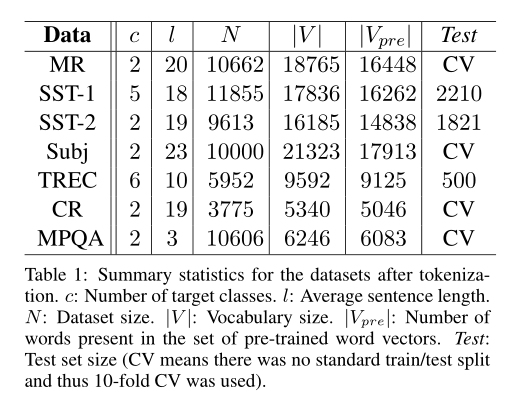 Data c l N |V| |Vpre| Test
MR 2 20 10662 18765 16448 CV
SST-1 5 18 11855 17836 16262 2210
SST-2 2 19 9613 16185 14838 1821
Subj 2 23 10000 21323 17913 CV
TREC 6 10 5952 9592 9125 500
CR 2 19 3775 5340 5046 CV
MPQA 2 3 10606 6246 6083 CV
Table 1: Summary statistics for the datasets after tokeniza-
tion. c: Number of target classes. l: Average sentence length.
N: Dataset size. |V|: Vocabulary size. |Vpre|: Number of
words present in the set of pre-trained word vectors. Test:
Test set size (CV means there was no standard train/test split
and thus 10-fold CV was used).